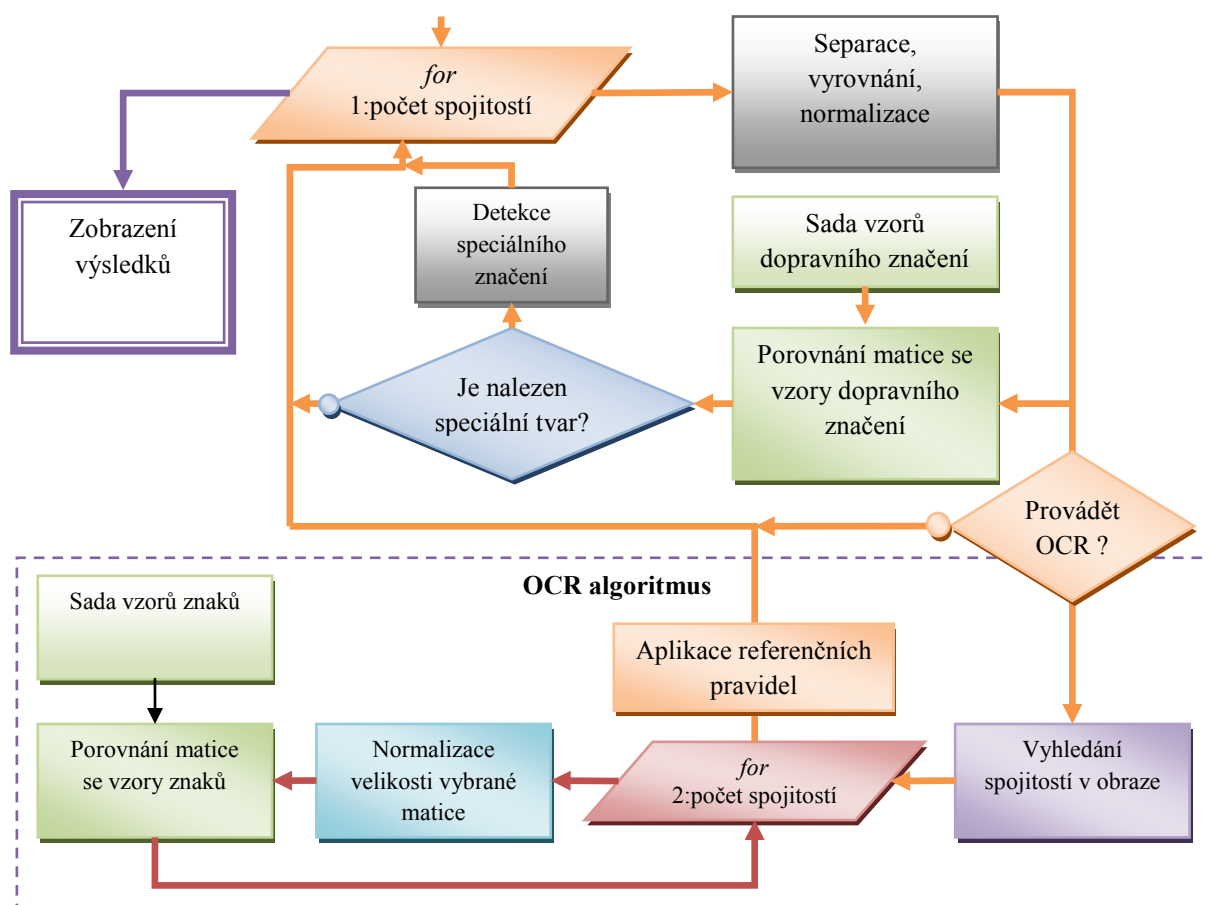 for
1:počet spojitostí
Separace,
vyrovnání,
normalizace
Zobrazení
výsledků
Detekce
speciálního
značení
Sada vzorů
dopravního značení
Je nalezen
speciální tvar?
Porovnání matice se
vzory dopravního
značení
Provádět
OCR ?
OCR algoritmus
Sada vzorů znaků
Aplikace referenčních
pravidel
Porovnání matice
se vzory znaků
Normalizace
velikosti vybrané
matice
for
2:počet spojitostí
Vyhledání
spojitostí v obraze